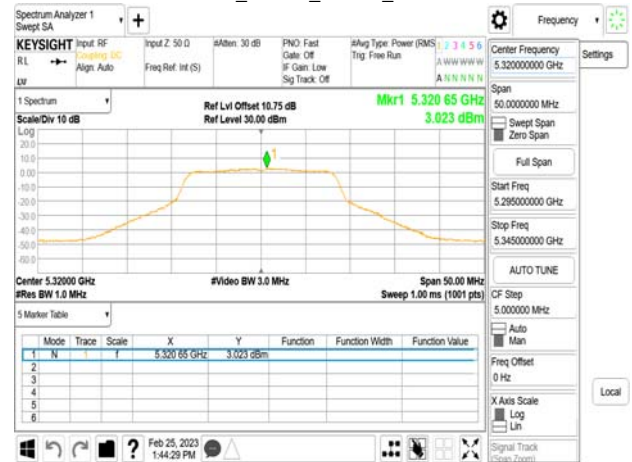 Spectrum Analyzer 1
Swept SA
+
Frequency
KEYSIGHT
RL
Input: RF
Coupling: DC
Align: Auto
Input Z: 50 Ω
Freq Ref: Int (S)
#Atten: 30 dB
PNO: Fast
Gate: Off
IF Gain: Low
Sig Track: Off
#Avg Type: Power (RMS
Trig: Free Run
1 2 3 4 5 6
A W W W W W
A N N N N N
1 Spectrum
Scale/Div 10 dB
Log
Ref Lvl Offset 10.75 dB
Ref Level 30.00 dBm
Mkr1 5.320 65 GHz
3.023 dBm
20.0
10.0
0.00
-10.0
-20.0
-30.0
-40.0
-50.0
-60.0
1
Center 5.32000 GHz
#Res BW 1.0 MHz
#Video BW 3.0 MHz
Span 50.00 MHz
Sweep 1.00 ms (1001 pts)
5 Marker Table
Mode Trace Scale X Y Function Function Width Function Value
1 N 1 f 5.320 65 GHz 3.023 dBm
2
3
4
5
6
Feb 25, 2023
1:44:29 PM
Center Frequency
5.320000000 GHz
Settings
Span
50.0000000 MHz
Swept Span
Zero Span
Full Span
Start Freq
5.295000000 GHz
Stop Freq
5.345000000 GHz
AUTO TUNE
CF Step
5.000000 MHz
Auto
Man
Freq Offset
0 Hz
X Axis Scale
Log
Lin
Local
Signal Track
(Span Zoom)